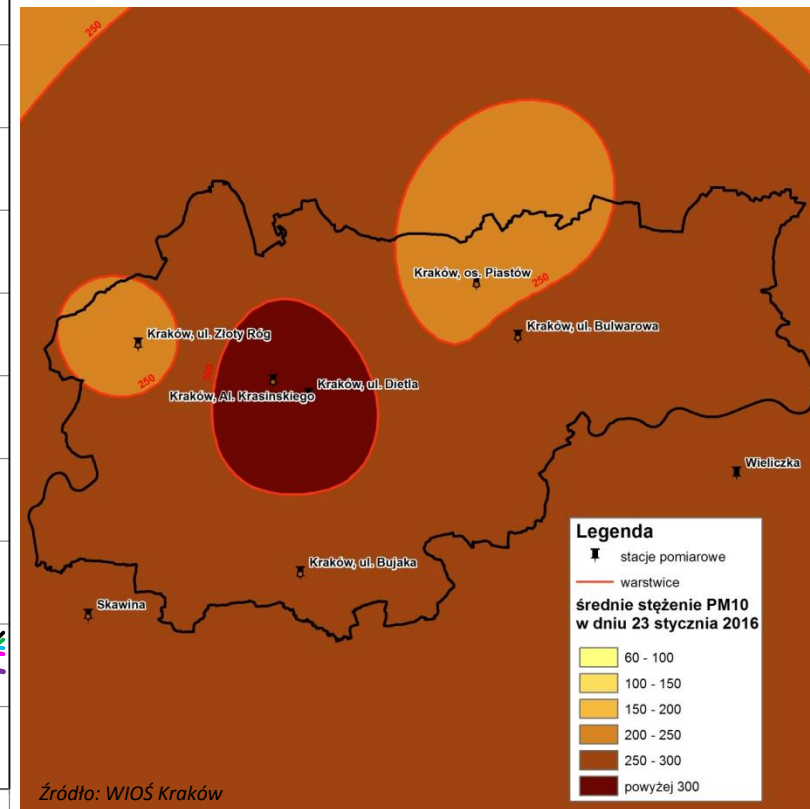 250
Kraków, os. Piastów
250
Kraków, ul. Bulwarowa
Kraków, ul. Złoty Róg
250
Kraków, ul. Dietla
Kraków, Al. Krasinskiego
Wieliczka
Kraków, ul. Bujaka
Skawina
Legenda
stacje pomiarowe
warstwice
średnie stężenie PM10
w dniu 23 stycznia 2016
60 - 100
100 - 150
150 - 200
200 - 250
250 - 300
powyżej 300
Źródło: WIOŚ Kraków